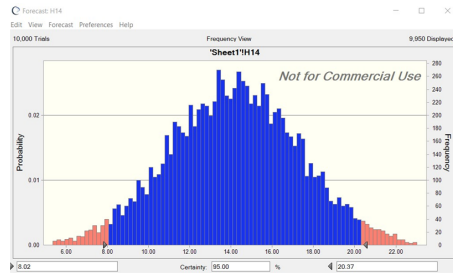 Forecast: H14
Edit View Forecast Preferences Help
10,000 Trials
Frequency View
9,950 Displayed
'Sheet1'!H14
Not for Commercial Use
Probability
0.02
0.01
0.00
Frequency
280
260
240
220
200
180
160
140
120
100
80
60
40
20
0
6.00 8.00 10.00 12.00 14.00 16.00 18.00 20.00 22.00
8.02 Certainty: 95.00 % 20.37